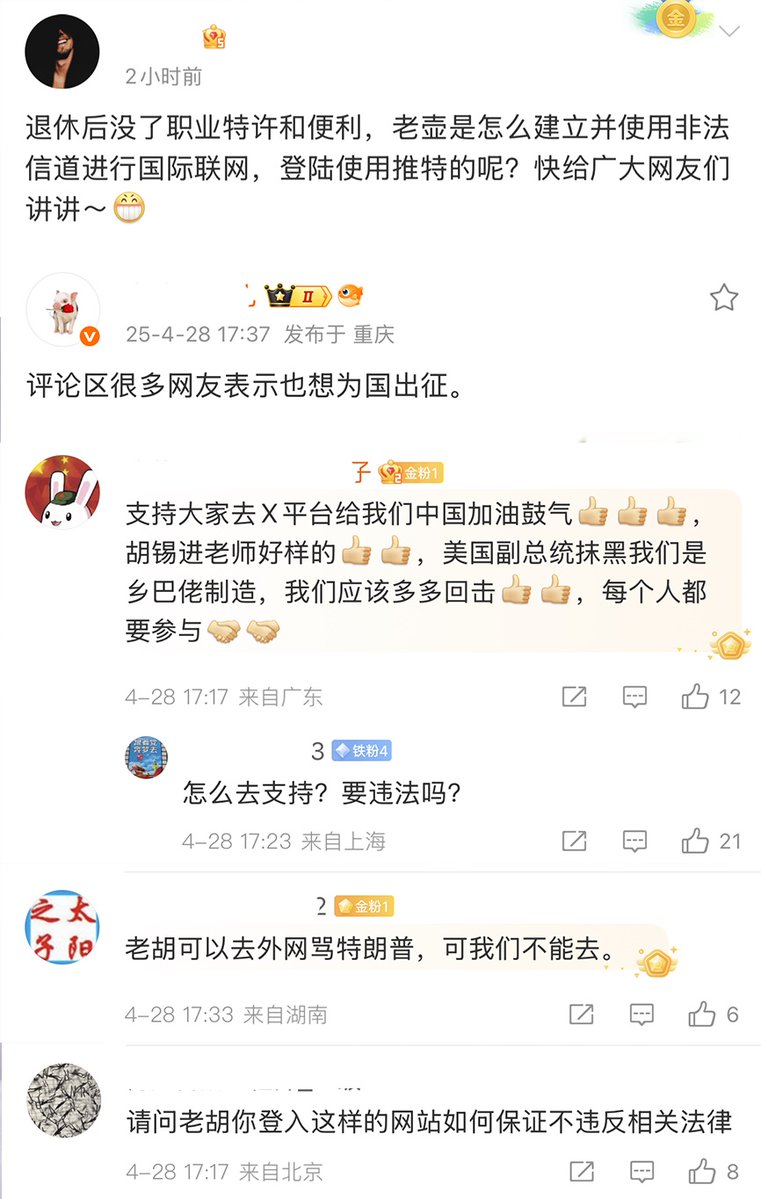 金
5
2小时前
退休后没了职业特许和便利，老壶是怎么建立并使用非法
信道进行国际联网，登陆使用推特的呢？快给广大网友们
讲讲～😁
II
V
25-4-28 17:37 发布于 重庆
评论区很多网友表示也想为国出征。
子 2 金粉1
支持大家去X平台给我们中国加油鼓气👍👍👍，
胡锡进老师好样的👍👍，美国副总统抹黑我们是
乡巴佬制造，我们应该多多回击👍👍，每个人都
要参与🤝🤝
4-28 17:17 来自广东 12
3 铁粉4
怎么去支持？要违法吗？
4-28 17:23 来自上海 21
太阳
之子
2 金粉1
老胡可以去外网骂特朗普，可我们不能去。
4-28 17:33 来自湖南 6
请问老胡你登入这样的网站如何保证不违反相关法律
4-28 17:17 来自北京 8